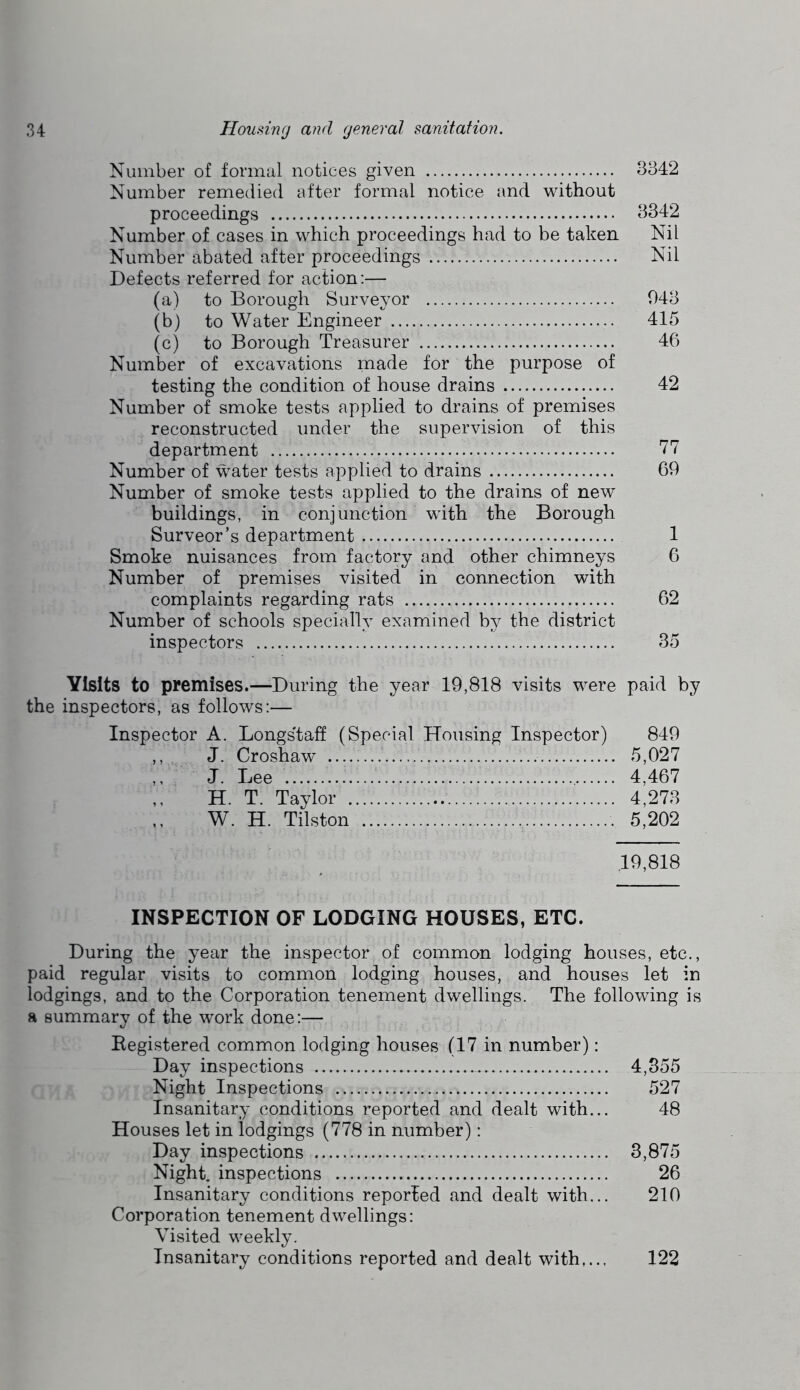 34 Housing and general sanitation.
Number of formal notices given ............................ 3342
Number remedied after formal notice and without
proceedings .................................................. 3342
Number of cases in which proceedings had to be taken Nil
Number abated after proceedings ........................... Nil
Defects referred for action:—
(a) to Borough Surveyor ............................ 943
(b) to Water Engineer ................................ 415
(c) to Borough Treasurer ............................. 46
Number of excavations made for the purpose of
testing the condition of house drains ................ 42
Number of smoke tests applied to drains of premises
reconstructed under the supervision of this
department .................................................. 77
Number of water tests applied to drains .................. 69
Number of smoke tests applied to the drains of new
buildings, in conjunction with the Borough
Surveor's department ..................................... 1
Smoke nuisances from factory and other chimneys 6
Number of premises visited in connection with
complaints regarding rats ............................... 62
Number of schools specially examined by the district
inspectors .................................................... 35
Visits to premises.—During the year 19,818 visits were paid by
the inspectors, as follows:—
Inspector A. Longstaff (Special Housing Inspector) 849
,, J. Croshaw .......................................... 5,027
,, J. Lee ................................................. 4,467
,, H. T. Taylor ....................................... 4,273
,, W. H. Tilston ..................................... 5,202
19,818
INSPECTION OF LODGING HOUSES, ETC.
During the year the inspector of common lodging houses, etc.,
paid regular visits to common lodging houses, and houses let in
lodgings, and to the Corporation tenement dwellings. The following is
a summary of the work done:—
Registered common lodging houses (17 in number) :
Day inspections ........................................... 4,355
Night Inspections ........................................ 527
Insanitary conditions reported and dealt with... 48
Houses let in lodgings (778 in number) :
Day inspections ........................................... 3,875
Night. inspections ........................................ 26
Insanitary conditions reported and dealt with... 210
Corporation tenement dwellings:
Visited weekly.
Insanitary conditions reported and dealt with.... 122